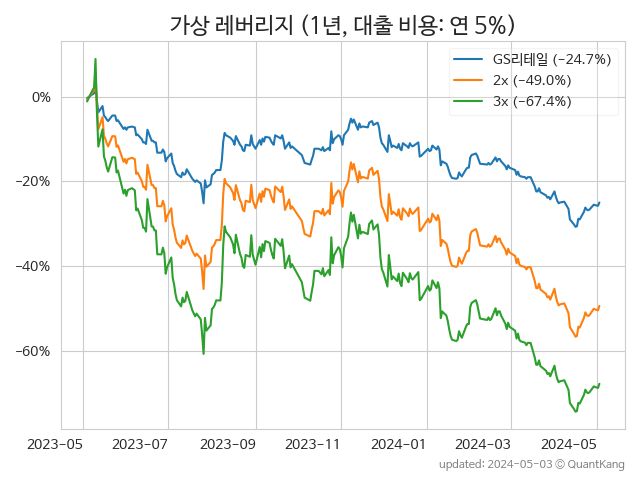 가상 레버리지 (1년, 대출 비용: 연 5%)
GS리테일 (−24.7%)
2x (−49.0%)
3x (−67.4%)
0%
−20%
−40%
−60%
2023-05 2023-07 2023-09 2023-11 2024-01 2024-03 2024-05
updated: 2024-05-03 © QuantKang